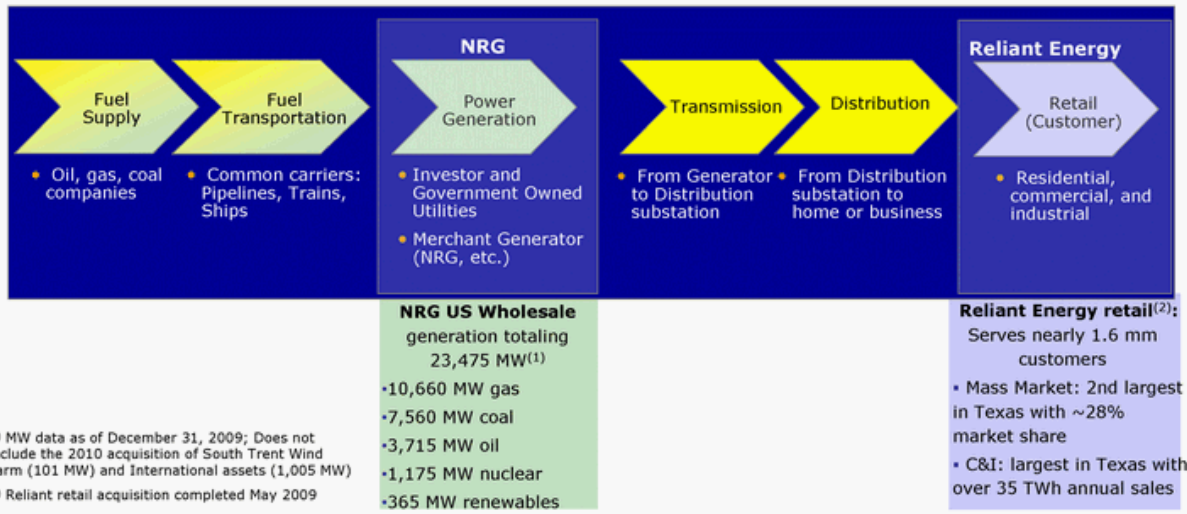 NRG
Reliant Energy
Fuel
Supply
Fuel
Transportation
Power
Generation
Transmission
Distribution
Retail
(Customer)
• Oil, gas, coal
companies
• Common carriers:
Pipelines, Trains,
Ships
• Investor and
Government Owned
Utilities
• Merchant Generator
(NRG, etc.)
• From Generator
to Distribution
substation
• From Distribution
substation to
home or business
• Residential,
commercial, and
industrial
NRG US Wholesale
generation totaling
23,475 MW(1)
•10,660 MW gas
•7,560 MW coal
•3,715 MW oil
•1,175 MW nuclear
•365 MW renewables
Reliant Energy retail(2):
Serves nearly 1.6 mm
customers
▪ Mass Market: 2nd largest
in Texas with ~28%
market share
▪ C&I: largest in Texas with
over 35 TWh annual sales
MW data as of December 31, 2009; Does not
clude the 2010 acquisition of South Trent Wind
arm (101 MW) and International assets (1,005 MW)
Reliant retail acquisition completed May 2009